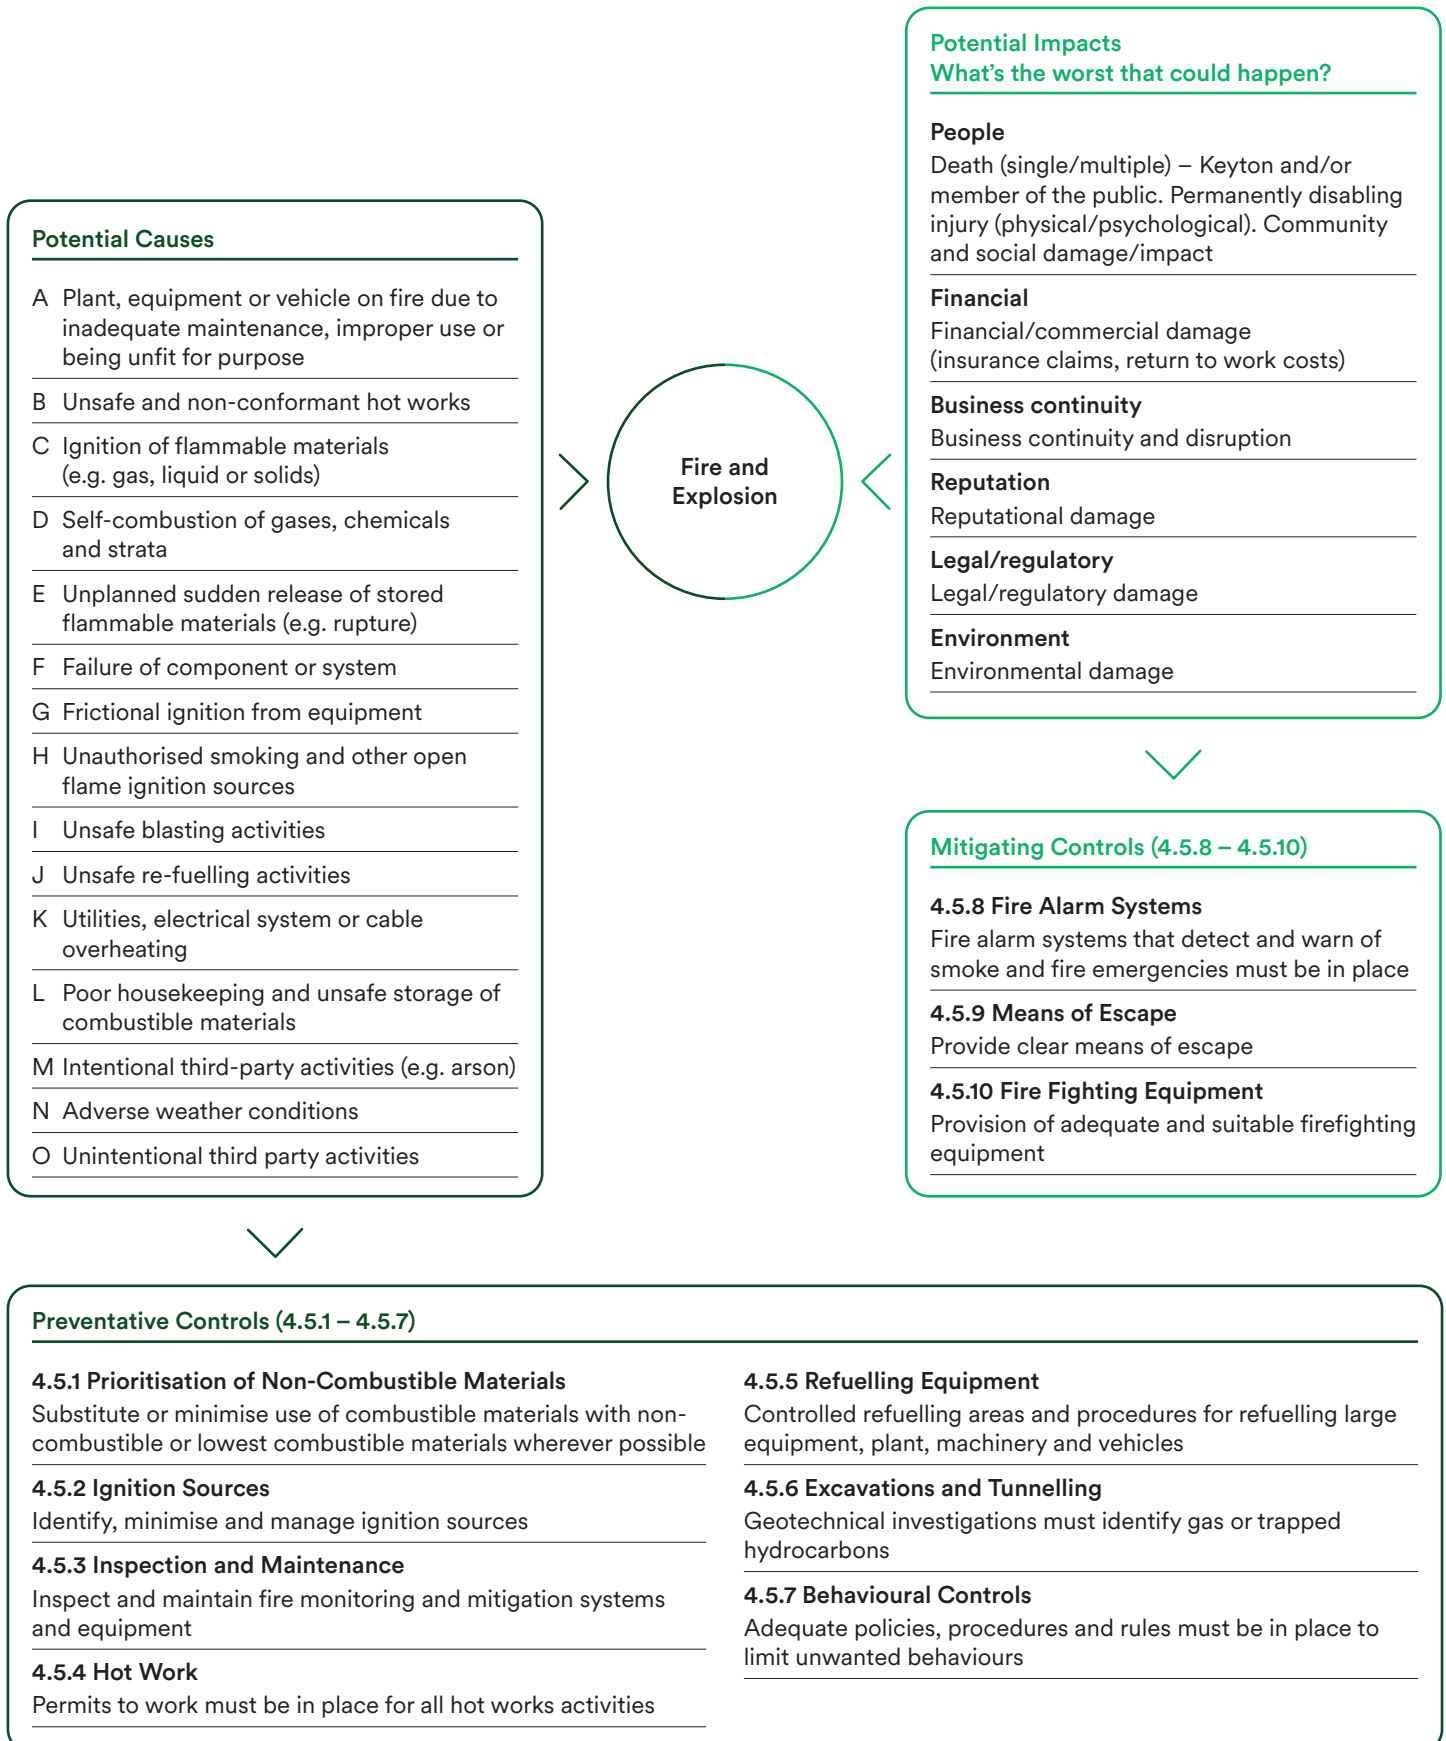 Potential Impacts
What's the worst that could happen?
People
Death (single/multiple) – Keyton and/or
member of the public. Permanently disabling
injury (physical/psychological). Community
and social damage/impact
Financial
Financial/commercial damage
(insurance claims, return to work costs)
Business continuity
Business continuity and disruption
Reputation
Reputational damage
Legal/regulatory
Legal/regulatory damage
Environment
Environmental damage
Potential Causes
A Plant, equipment or vehicle on fire due to
inadequate maintenance, improper use or
being unfit for purpose
B Unsafe and non-conformant hot works
C Ignition of flammable materials
(e.g. gas, liquid or solids)
D Self-combustion of gases, chemicals
and strata
E Unplanned sudden release of stored
flammable materials (e.g. rupture)
F Failure of component or system
G Frictional ignition from equipment
H Unauthorised smoking and other open
flame ignition sources
I Unsafe blasting activities
J Unsafe re-fuelling activities
K Utilities, electrical system or cable
overheating
L Poor housekeeping and unsafe storage of
combustible materials
M Intentional third-party activities (e.g. arson)
N Adverse weather conditions
O Unintentional third party activities
Fire and
Explosion
Mitigating Controls (4.5.8 – 4.5.10)
4.5.8 Fire Alarm Systems
Fire alarm systems that detect and warn of
smoke and fire emergencies must be in place
4.5.9 Means of Escape
Provide clear means of escape
4.5.10 Fire Fighting Equipment
Provision of adequate and suitable firefighting
equipment
Preventative Controls (4.5.1 – 4.5.7)
4.5.1 Prioritisation of Non-Combustible Materials
Substitute or minimise use of combustible materials with non-
combustible or lowest combustible materials wherever possible
4.5.2 Ignition Sources
Identify, minimise and manage ignition sources
4.5.3 Inspection and Maintenance
Inspect and maintain fire monitoring and mitigation systems
and equipment
4.5.4 Hot Work
Permits to work must be in place for all hot works activities
4.5.5 Refuelling Equipment
Controlled refuelling areas and procedures for refuelling large
equipment, plant, machinery and vehicles
4.5.6 Excavations and Tunnelling
Geotechnical investigations must identify gas or trapped
hydrocarbons
4.5.7 Behavioural Controls
Adequate policies, procedures and rules must be in place to
limit unwanted behaviours